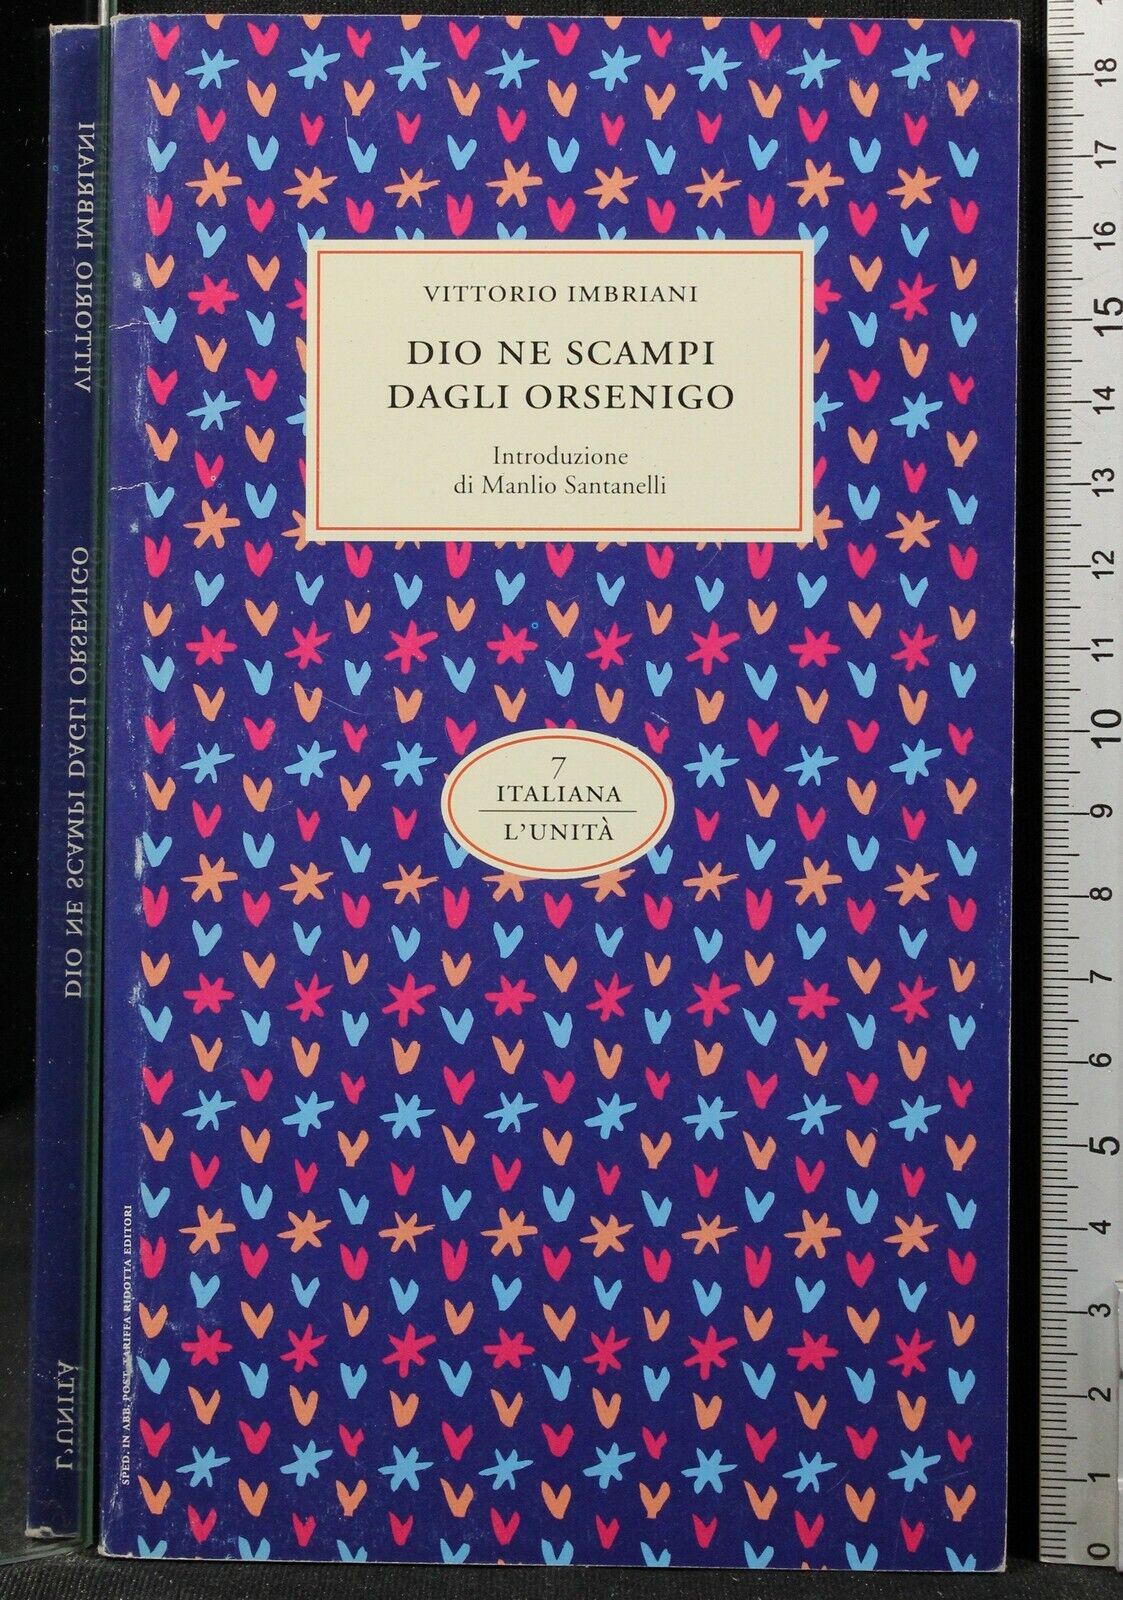 VITTORIO IMBRIANI
DIO NE SCAMPI
DAGLI ORSENIGO
Introduzione
di Manlio Santanelli
7
ITALIANA
L'UNITÀ
SPED. IN ABB. POST. TARIFFA RIDOTTA EDITORI
VITTORIO IMBRIANI
DIO NE SCAMPI DAGLI ORSENIGO
L'UNITÀ
18
17
16
15
14
13
12
11
10
9
8
7
6
5
4
3
2
1
0